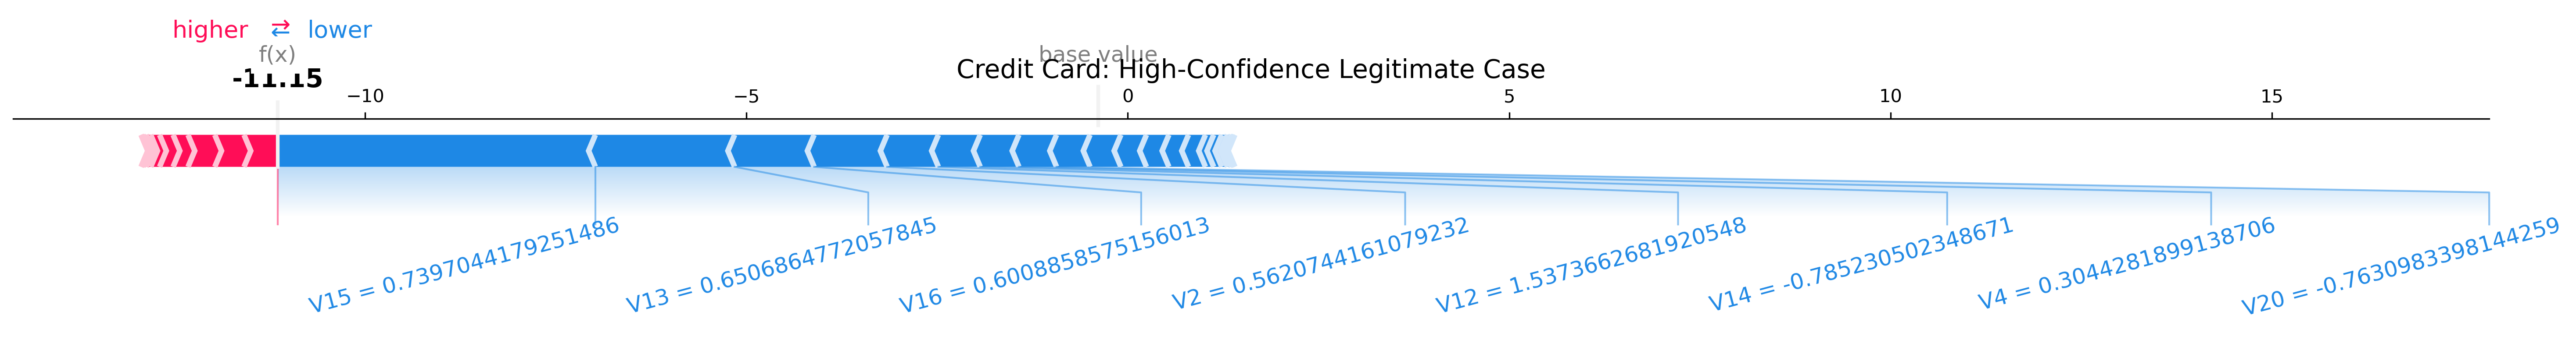 higher ⇄ lower
f(x)
base value
-11.15
Credit Card: High-Confidence Legitimate Case
−10 −5 0 5 10 15
V15 = 0.7397044179251486
V13 = 0.6506864772057845
V16 = 0.6008858575156013
V2 = 0.5620744161079232
V12 = 1.5373662681920548
V14 = -0.785230502348671
V4 = 0.3044281899138706
V20 = -0.7630983398144259